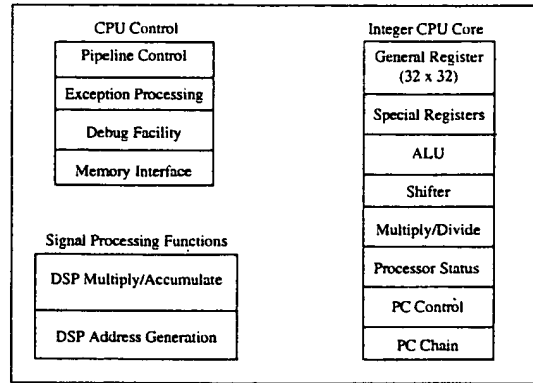 CPU Control
Pipeline Control
Exception Processing
Debug Facility
Memory Interface
Signal Processing Functions
DSP Multiply/Accumulate
DSP Address Generation
Integer CPU Core
General Register
(32 x 32)
Special Registers
ALU
Shifter
Multiply/Divide
Processor Status
PC Control
PC Chain